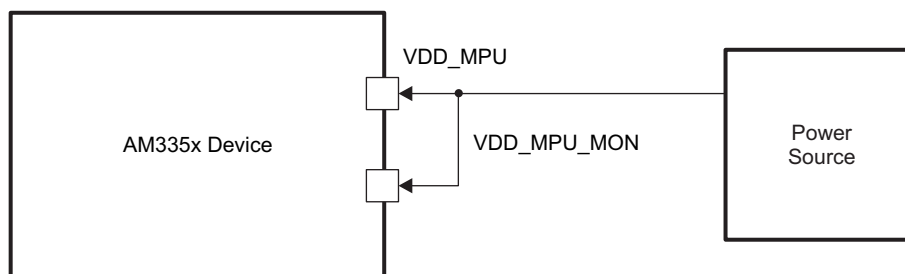 VDD_MPU
AM335x Device
VDD_MPU_MON
Power
Source